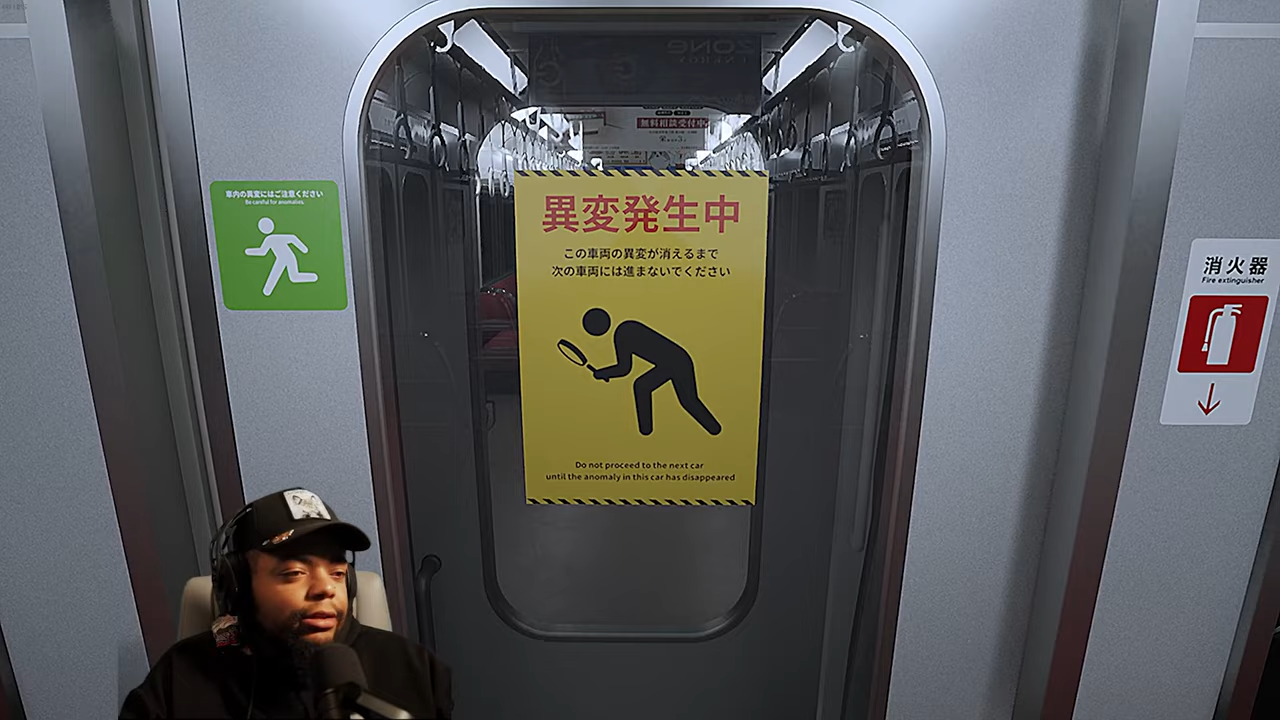 ZONE
ENERGY
無料相談受付中
車内の異変にはご注意ください
Be careful for anomalies.
異変発生中
この車両の異変が消えるまで
次の車両には進まないでください
Do not proceed to the next car
until the anomaly in this car has disappeared
消火器
Fire extinguisher